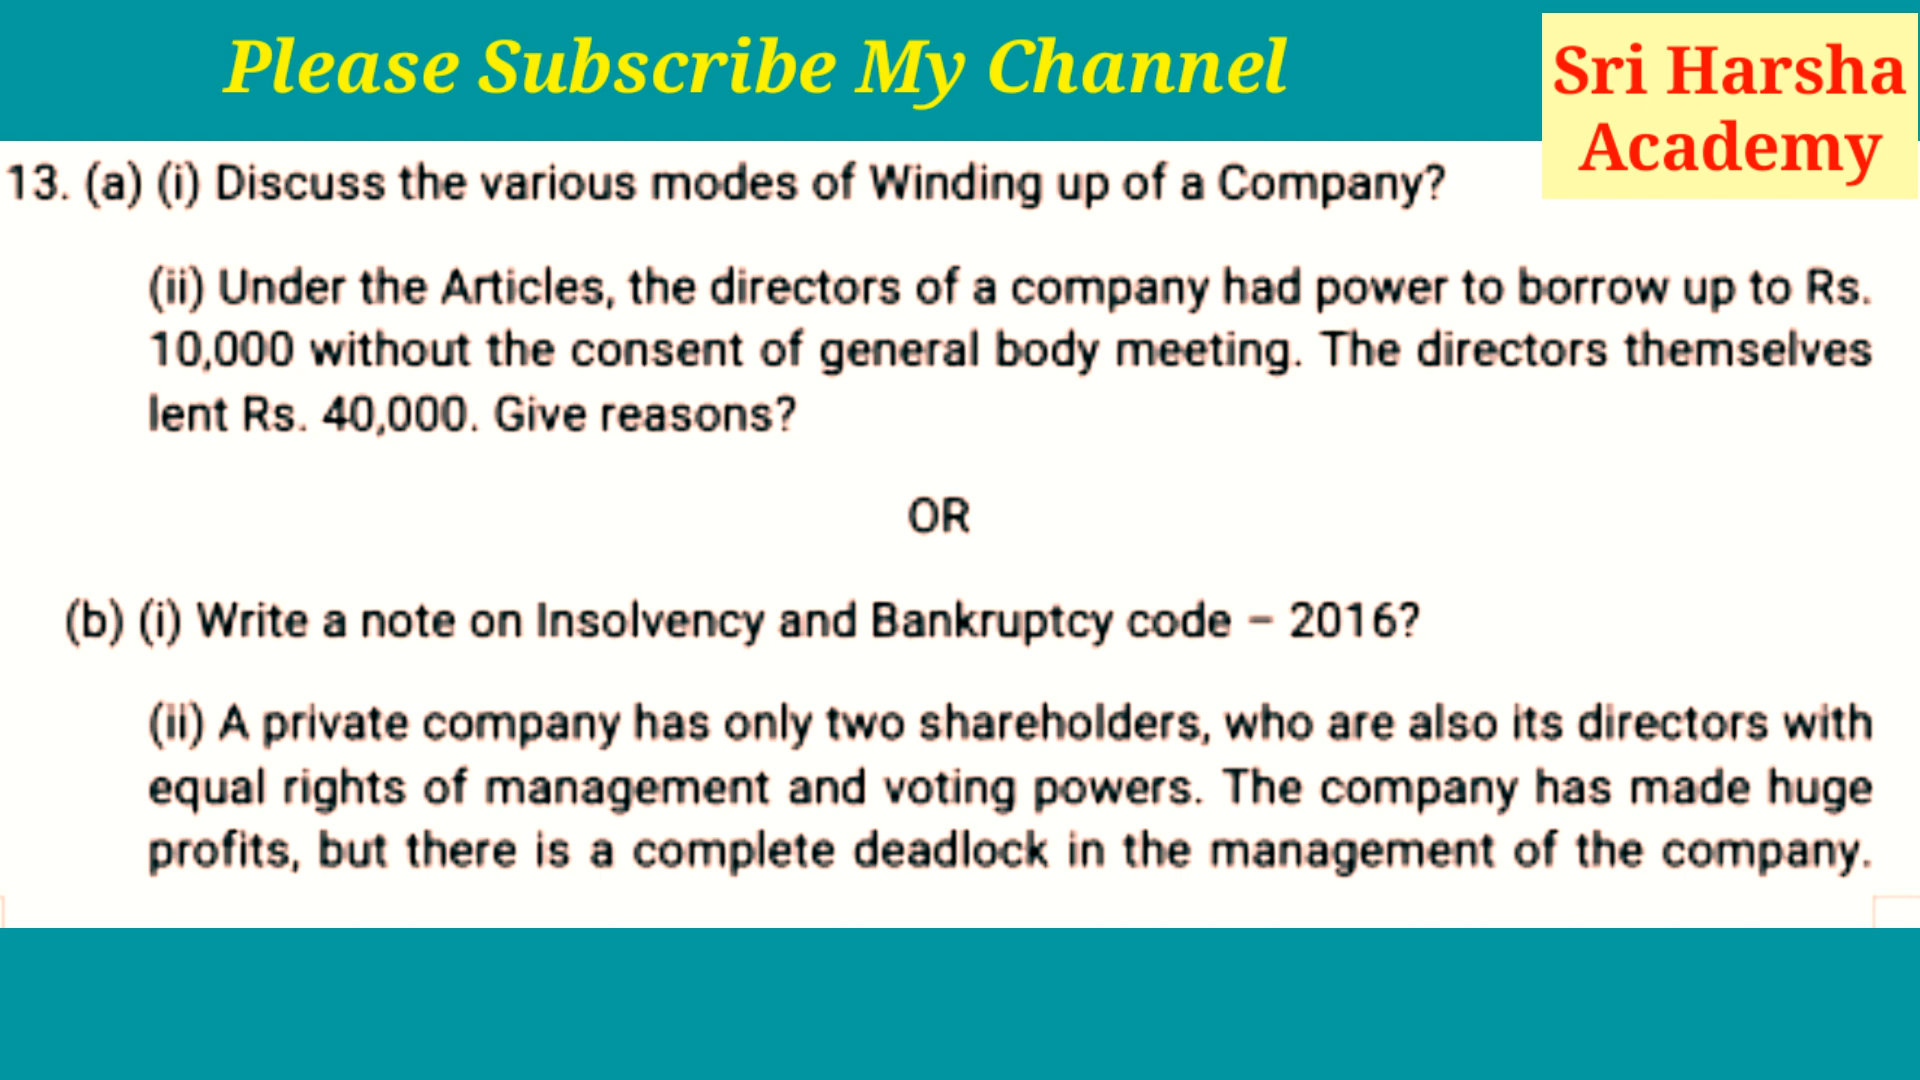 Please Subscribe My Channel
Sri Harsha
Academy
13. (a) (i) Discuss the various modes of Winding up of a Company?
(ii) Under the Articles, the directors of a company had power to borrow up to Rs.
10,000 without the consent of general body meeting. The directors themselves
lent Rs. 40,000. Give reasons?
OR
(b) (i) Write a note on Insolvency and Bankruptcy code – 2016?
(ii) A private company has only two shareholders, who are also its directors with
equal rights of management and voting powers. The company has made huge
profits, but there is a complete deadlock in the management of the company.